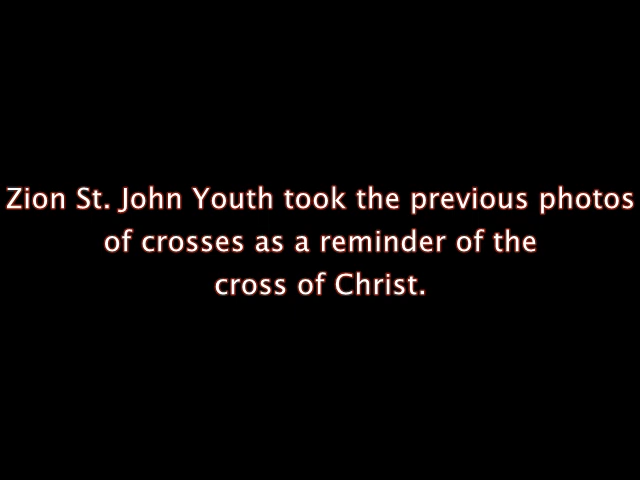 Zion St. John Youth took the previous photos
of crosses as a reminder of the
cross of Christ.